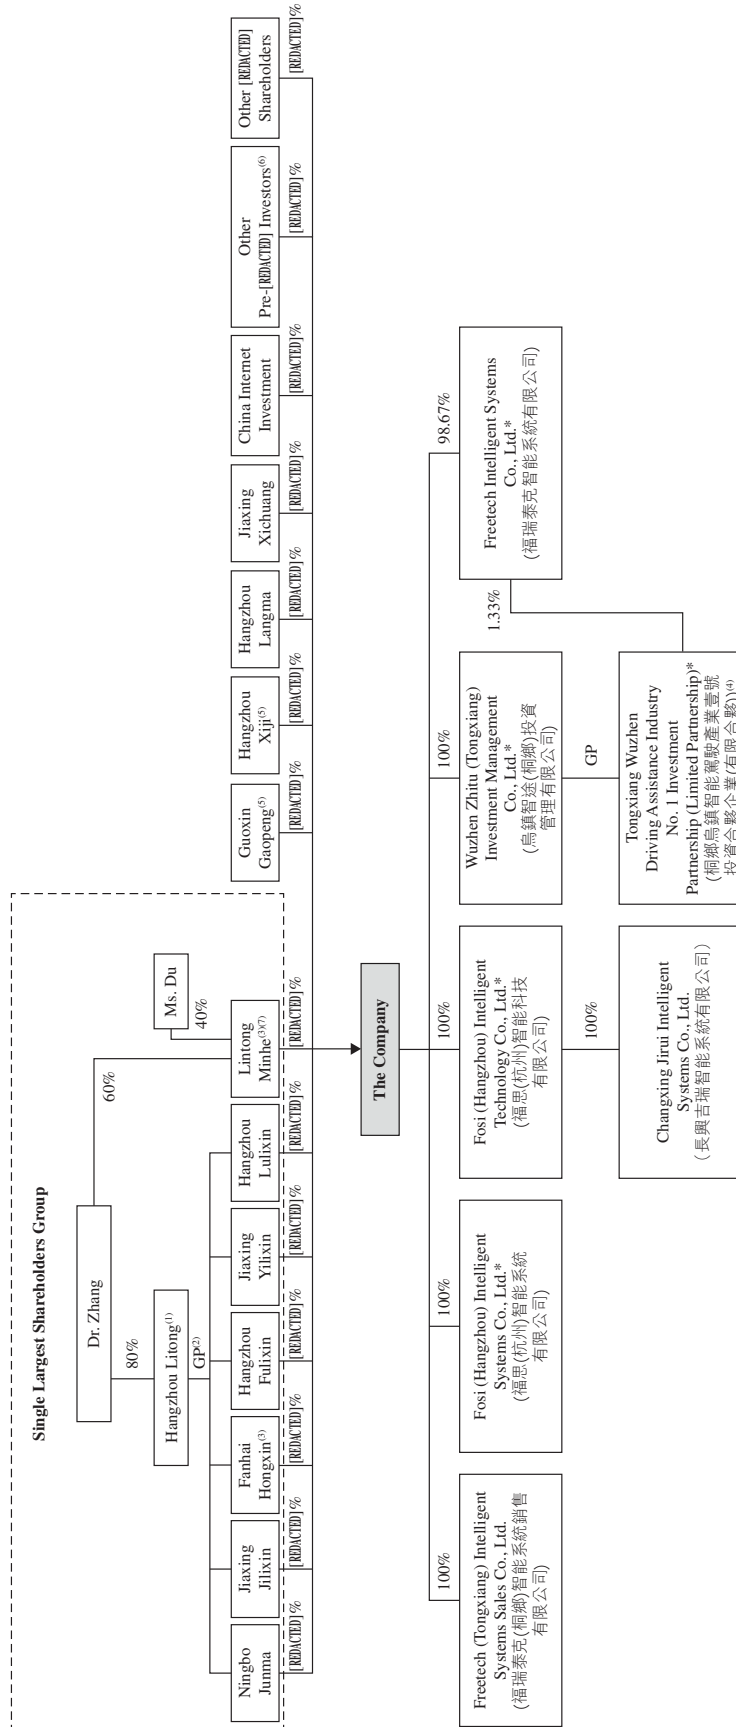 Single Largest Shareholders Group
Dr. Zhang
80%
60%
Hangzhou Litong(1)
GP(2)
Ms. Du
40%
Ningbo
Junma
Jiaxing
Jilixin
Fanhai
Hongxin(3)
Hangzhou
Fulixin
Jiaxing
Yilixin
Hangzhou
Lulixin
Lintong
Minhe(3)(7)
Guoxin
Gaopeng(5)
Hangzhou
Xiji(5)
Hangzhou
Langma
Jiaxing
Xichuang
China Internet
Investment
Other
Pre-[REDACTED] Investors(6)
Other [REDACTED]
Shareholders
[REDACTED]%
[REDACTED]%
[REDACTED]%
[REDACTED]%
[REDACTED]%
[REDACTED]%
[REDACTED]%
[REDACTED]%
[REDACTED]%
[REDACTED]%
[REDACTED]%
[REDACTED]%
[REDACTED]%
[REDACTED]%
The Company
100%
100%
100%
100%
98.67%
Freetech (Tongxiang) Intelligent
Systems Sales Co., Ltd.
(福瑞泰克(桐鄉)智能系統銷售
有限公司)
Fosi (Hangzhou) Intelligent
Systems Co., Ltd.*
(福思(杭州)智能系統
有限公司)
Fosi (Hangzhou) Intelligent
Technology Co., Ltd.*
(福思(杭州)智能科技
有限公司)
Wuzhen Zhitu (Tongxiang)
Investment Management
Co., Ltd.*
(烏鎮智途(桐鄉)投資
管理有限公司)
Freetech Intelligent Systems
Co., Ltd.*
(福瑞泰克智能系統有限公司)
100%
GP
1.33%
Changxing Jirui Intelligent
Systems Co., Ltd.
(長興吉瑞智能系統有限公司)
Tongxiang Wuzhen
Driving Assistance Industry
No. 1 Investment
Partnership (Limited Partnership)*
(桐鄉烏鎮智能駕駛產業壹號
投資合夥企業(有限合夥))(4)